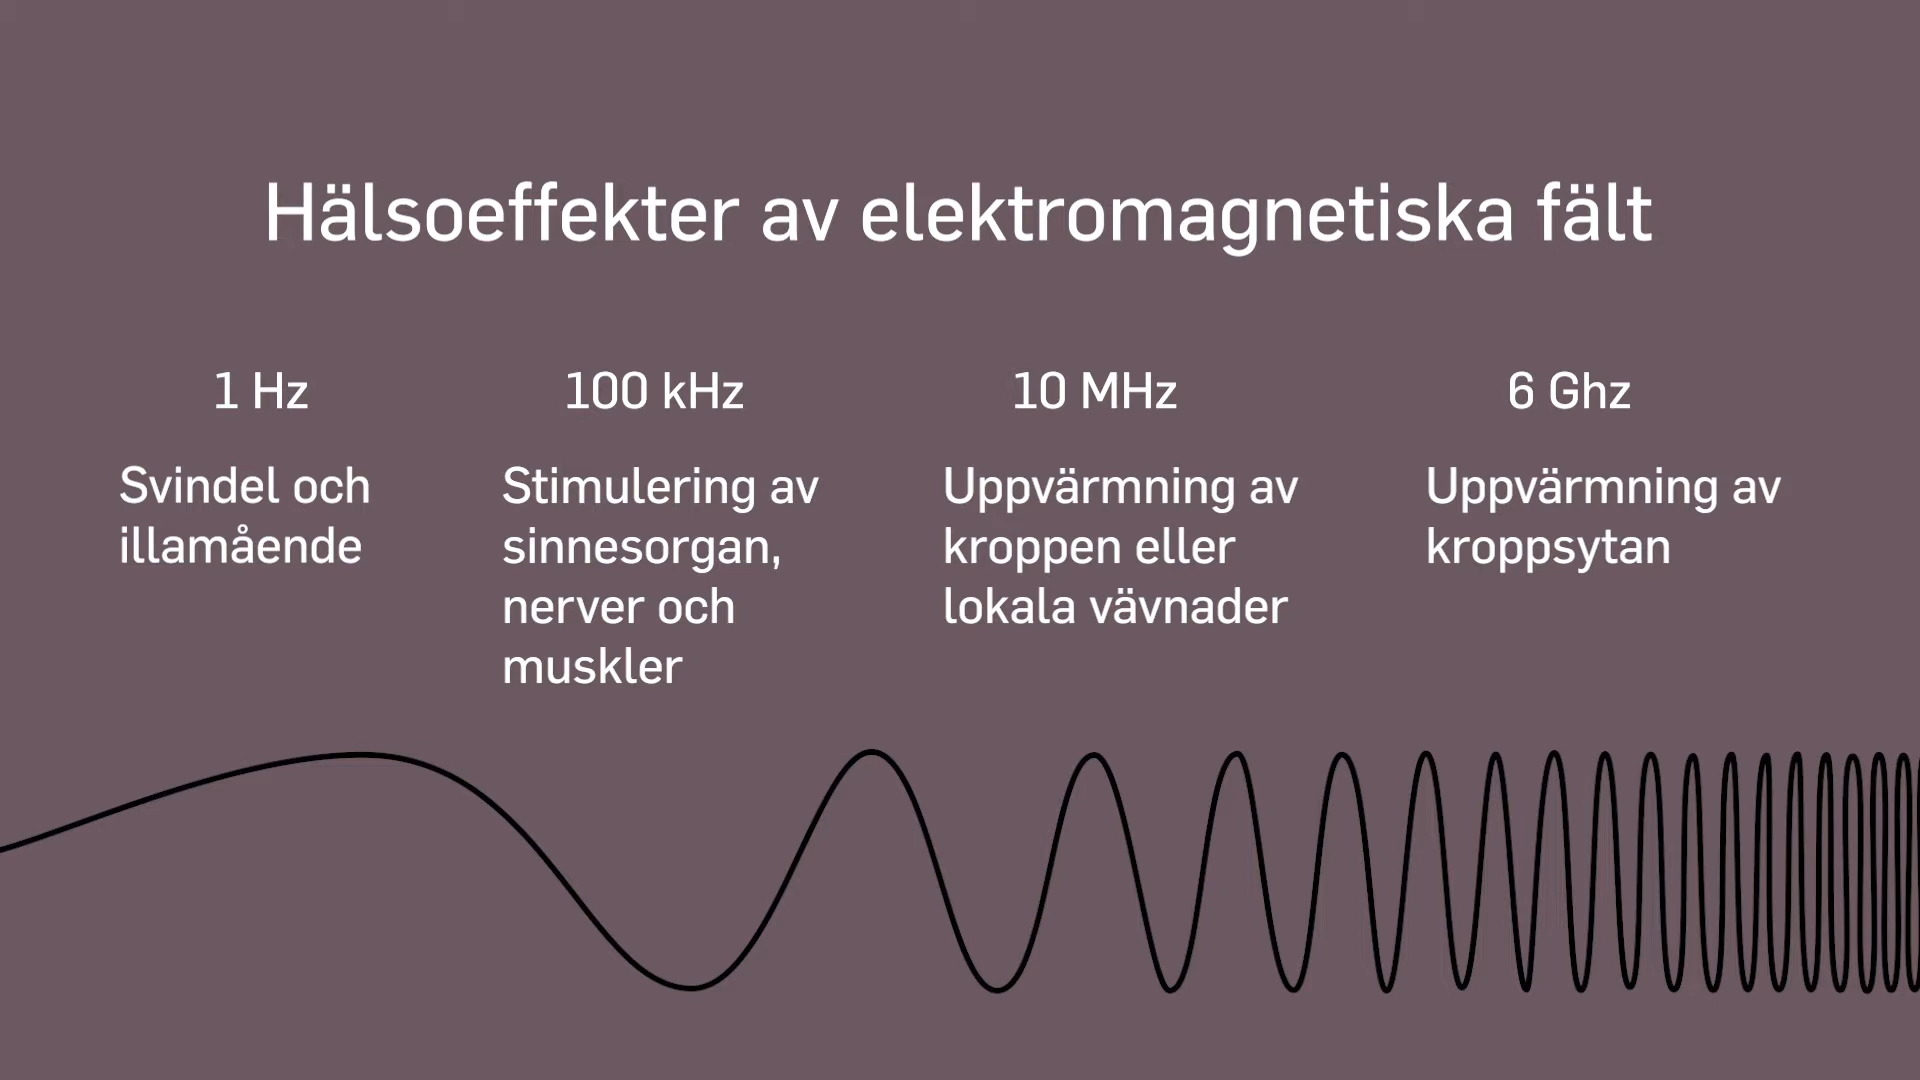 Hälsoeffekter av elektromagnetiska fält
1 Hz
Svindel och
illamående
100 kHz
Stimulering av
sinnesorgan,
nerver och
muskler
10 MHz
Uppvärmning av
kroppen eller
lokala vävnader
6 Ghz
Uppvärmning av
kroppsytan